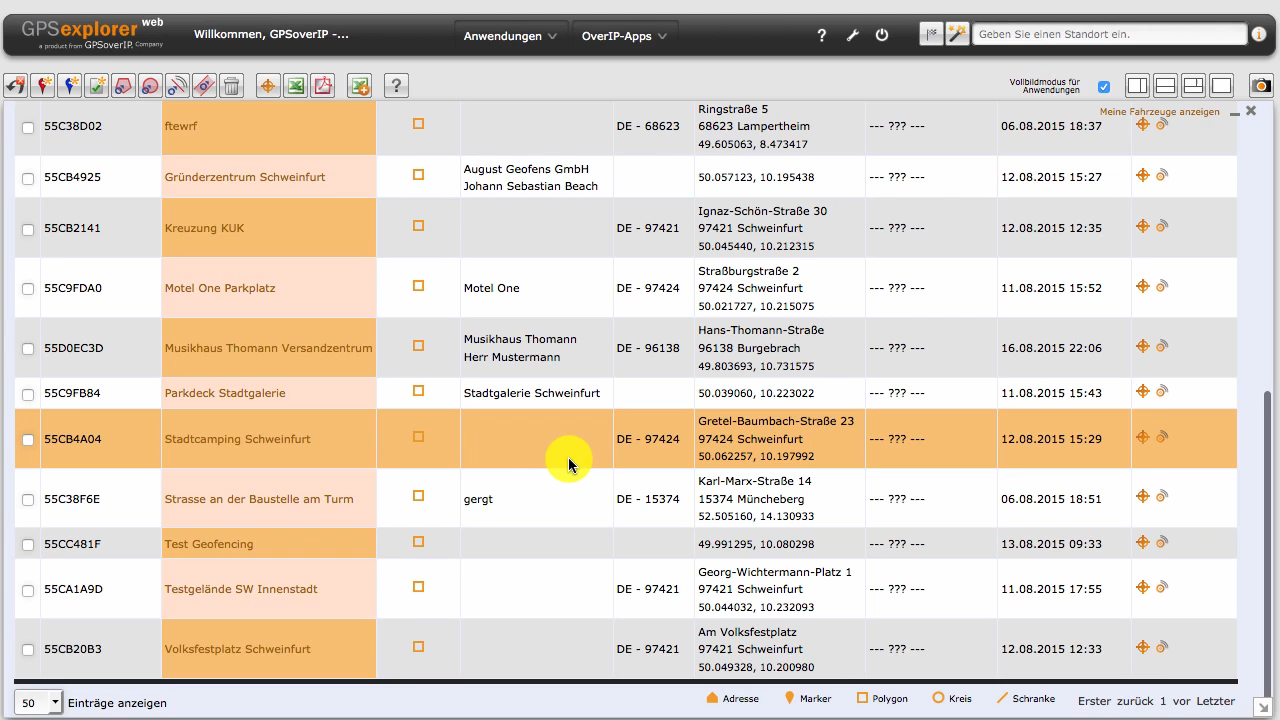 GPSexplorer web
a product from GPSoverIP. Company
Willkommen, GPSoverIP -...
Anwendungen
OverIP-Apps
?
Geben Sie einen Standort ein.
i
?
Vollbildmodus für
Anwendungen
Meine Fahrzeuge anzeigen
55C38D02
ftewrf
DE - 68623
Ringstraße 5
68623 Lampertheim
49.605063, 8.473417
--- ??? ---
06.08.2015 18:37
55CB4925
Gründerzentrum Schweinfurt
August Geofens GmbH
Johann Sebastian Beach
50.057123, 10.195438
--- ??? ---
12.08.2015 15:27
55CB2141
Kreuzung KUK
DE - 97421
Ignaz-Schön-Straße 30
97421 Schweinfurt
50.045440, 10.212315
--- ??? ---
12.08.2015 12:35
55C9FDA0
Motel One Parkplatz
Motel One
DE - 97424
Straßburgstraße 2
97424 Schweinfurt
50.021727, 10.215075
--- ??? ---
11.08.2015 15:52
55D0EC3D
Musikhaus Thomann Versandzentrum
Musikhaus Thomann
Herr Mustermann
DE - 96138
Hans-Thomann-Straße
96138 Burgebrach
49.803693, 10.731575
--- ??? ---
16.08.2015 22:06
55C9FB84
Parkdeck Stadtgalerie
Stadtgalerie Schweinfurt
50.039060, 10.223022
--- ??? ---
11.08.2015 15:43
55CB4A04
Stadtcamping Schweinfurt
DE - 97424
Gretel-Baumbach-Straße 23
97424 Schweinfurt
50.062257, 10.197992
--- ??? ---
12.08.2015 15:29
55C38F6E
Strasse an der Baustelle am Turm
gergt
DE - 15374
Karl-Marx-Straße 14
15374 Müncheberg
52.505160, 14.130933
--- ??? ---
06.08.2015 18:51
55CC481F
Test Geofencing
49.991295, 10.080298
--- ??? ---
13.08.2015 09:33
55CA1A9D
Testgelände SW Innenstadt
DE - 97421
Georg-Wichtermann-Platz 1
97421 Schweinfurt
50.044032, 10.232093
--- ??? ---
11.08.2015 17:55
55CB20B3
Volksfestplatz Schweinfurt
DE - 97421
Am Volksfestplatz
97421 Schweinfurt
50.049328, 10.200980
--- ??? ---
12.08.2015 12:33
50
Einträge anzeigen
Adresse
Marker
Polygon
Kreis
Schranke
Erster zurück 1 vor Letzter